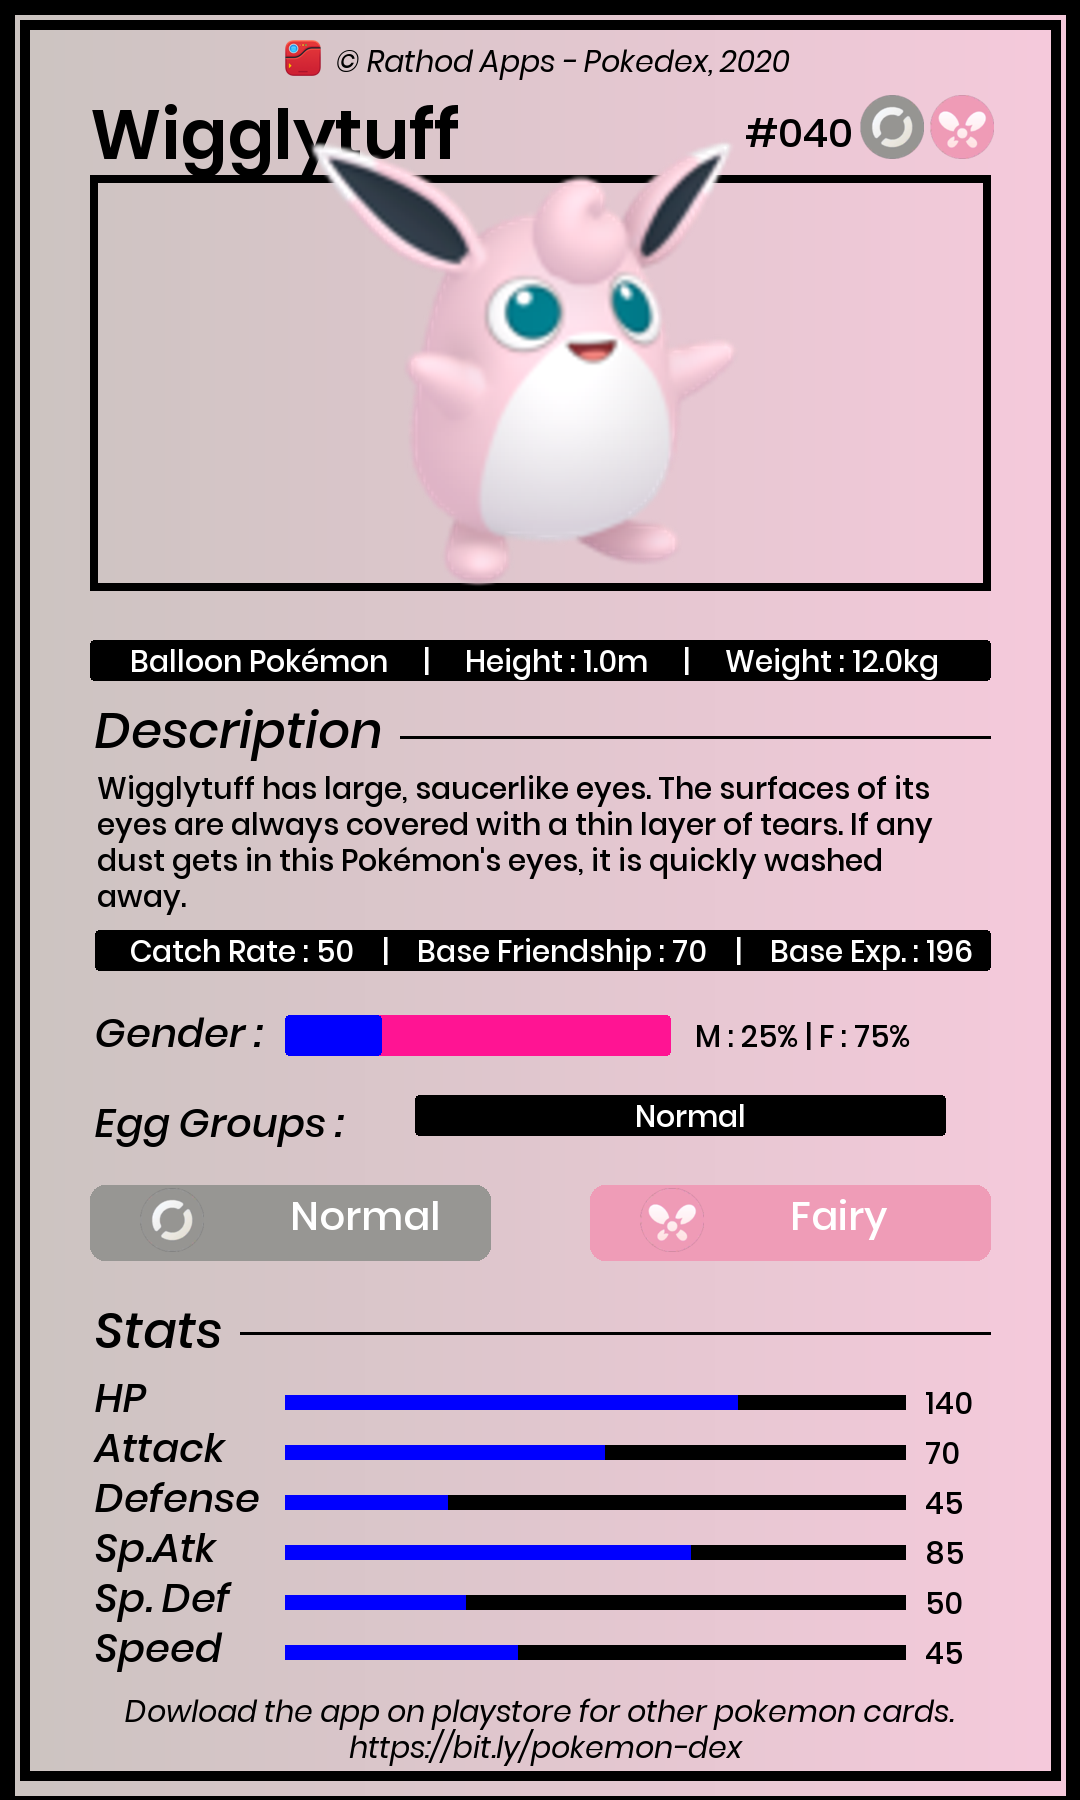 © Rathod Apps - Pokedex, 2020
Wigglytuff
#040
Balloon Pokémon | Height : 1.0m | Weight : 12.0kg
Description
Wigglytuff has large, saucerlike eyes. The surfaces of its
eyes are always covered with a thin layer of tears. If any
dust gets in this Pokémon's eyes, it is quickly washed
away.
Catch Rate : 50 | Base Friendship : 70 | Base Exp. : 196
Gender : M : 25% | F : 75%
Egg Groups : Normal
Normal Fairy
Stats
HP 140
Attack 70
Defense 45
Sp.Atk 85
Sp. Def 50
Speed 45
Dowload the app on playstore for other pokemon cards.
https://bit.ly/pokemon-dex